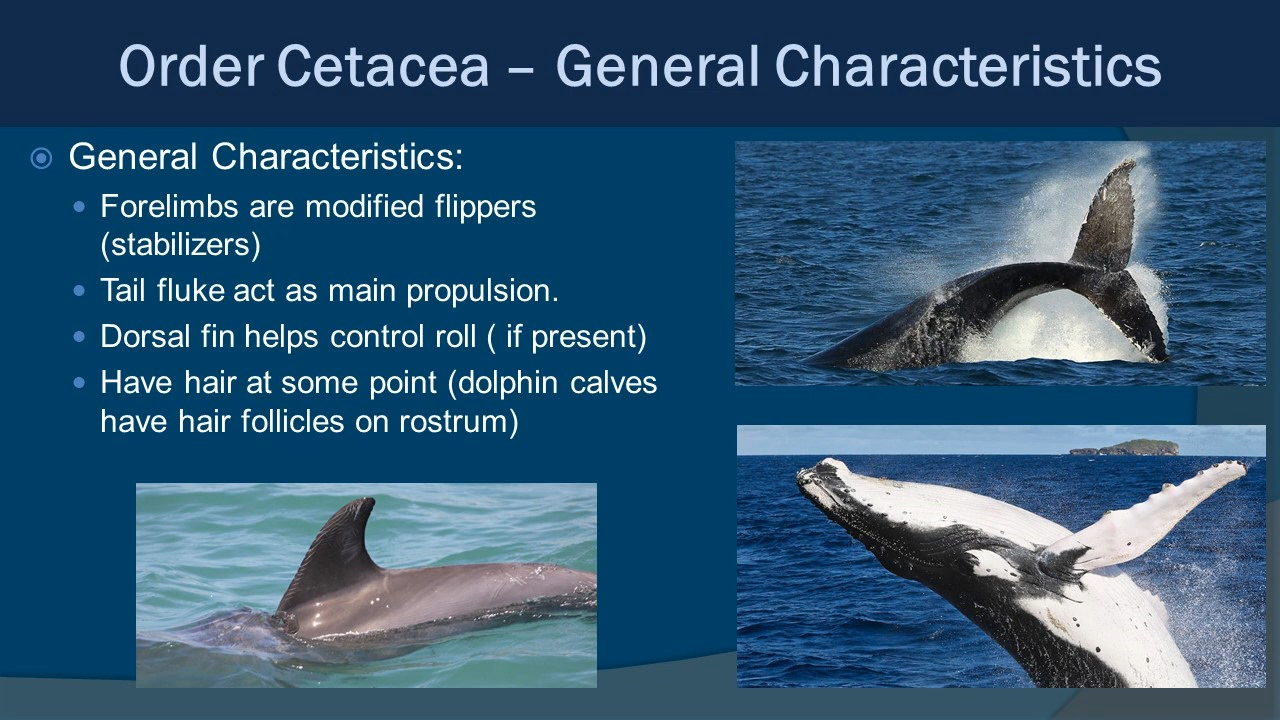 Order Cetacea – General Characteristics
General Characteristics:
Forelimbs are modified flippers
(stabilizers)
Tail fluke act as main propulsion.
Dorsal fin helps control roll ( if present)
Have hair at some point (dolphin calves
have hair follicles on rostrum)